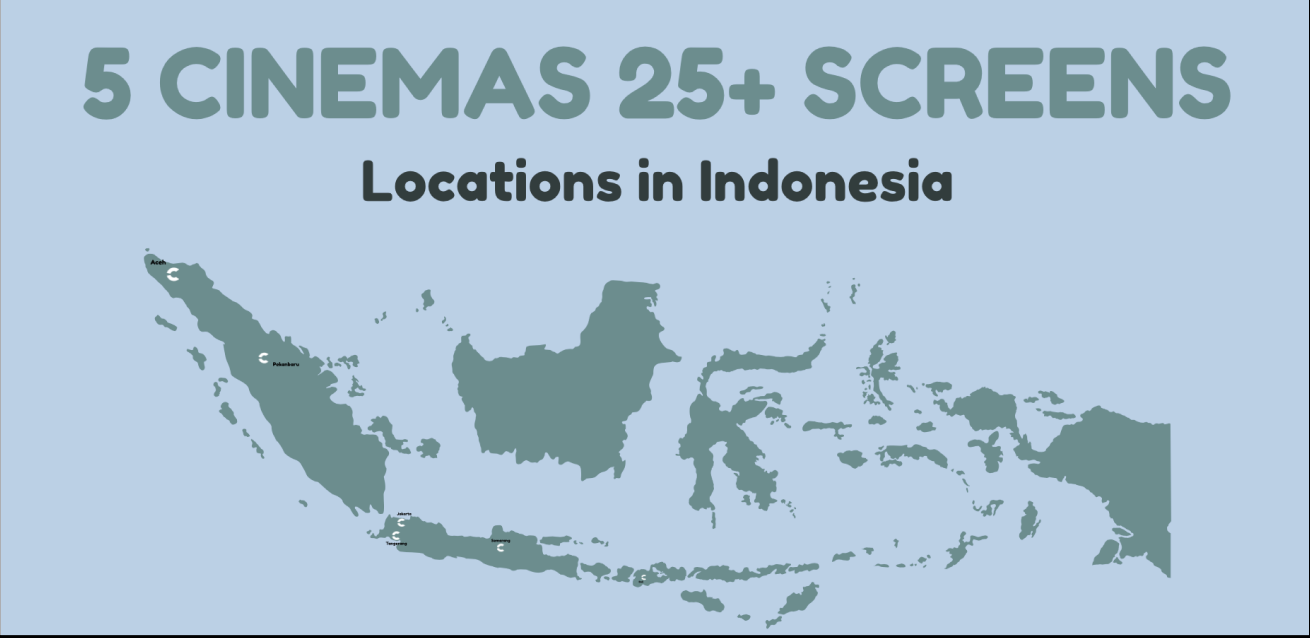 5 CINEMAS 25+ SCREENS
Locations in Indonesia
Aceh
Pekanbaru
Jakarta
Tangerang
Semarang